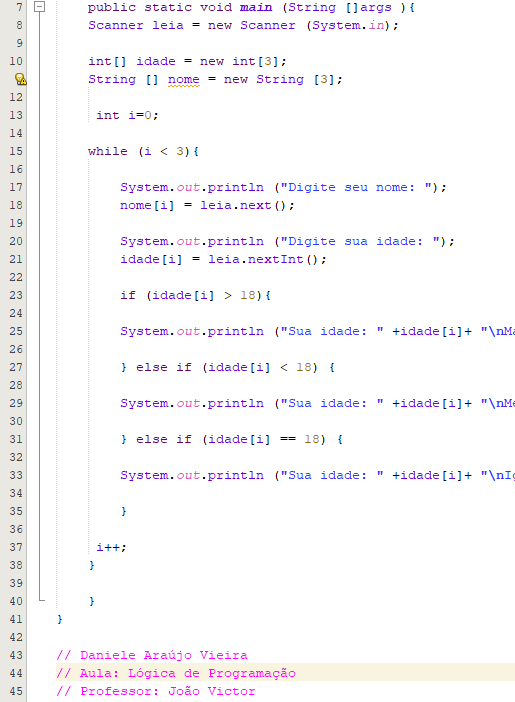 7 public static void main (String []args ){
8 Scanner leia = new Scanner (System.in);
9
10 int[] idade = new int[3];
String [] nome = new String [3];
12
13 int i=0;
14
15 while (i < 3){
16
17 System.out.println ("Digite seu nome: ");
18 nome[i] = leia.next();
19
20 System.out.println ("Digite sua idade: ");
21 idade[i] = leia.nextInt();
22
23 if (idade[i] > 18){
24
25 System.out.println ("Sua idade: " +idade[i]+ "\nMa
26
27 } else if (idade[i] < 18) {
28
29 System.out.println ("Sua idade: " +idade[i]+ "\nMe
30
31 } else if (idade[i] == 18) {
32
33 System.out.println ("Sua idade: " +idade[i]+ "\nIg
34
35 }
36
37 i++;
38 }
39
40 }
41 }
42
43 // Daniele Araújo Vieira
44 // Aula: Lógica de Programação
45 // Professor: João Victor